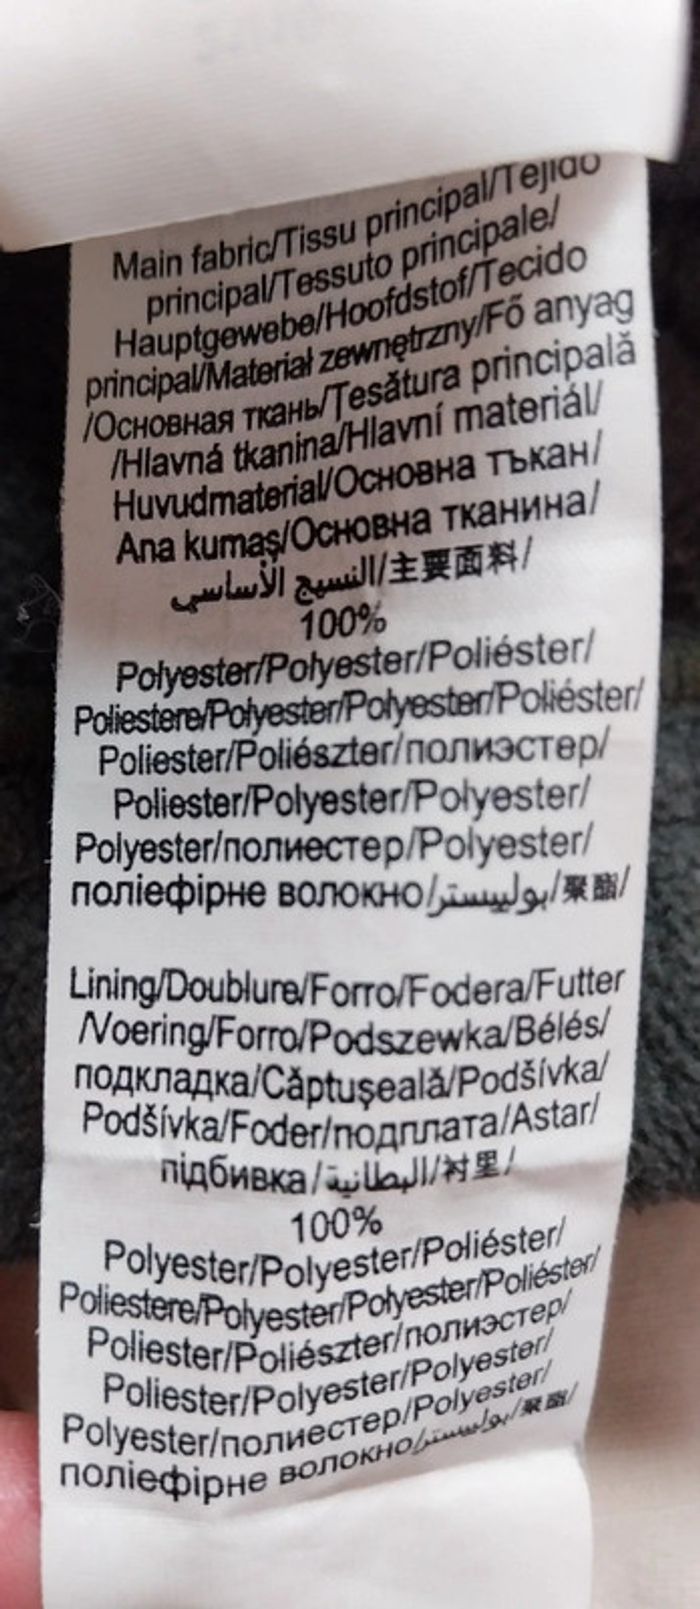 Main fabric/Tissu principal/Tejido
principal/Tessuto principale/
Hauptgewebe/Hoofdstof/Tecido
principal/Materiał zewnętrzny/Fő anyag
/Основная ткань/Tesătura principală
/Hlavná tkanina/Hlavní materiál/
Huvudmaterial/Основна тъкан/
Ana kumaş/Основна тканина/
النسيج الأساسي/主要面料/
100%
Polyester/Polyester/Poliéster/
Poliestere/Polyester/Polyester/Poliéster/
Poliester/Poliészter/полиэстер/
Poliester/Polyester/Polyester/
Polyester/полиестер/Polyester/
поліефірне волокно/بوليستر/聚酯/
Lining/Doublure/Forro/Fodera/Futter
/Voering/Forro/Podszewka/Bélés/
подкладка/Căptuşeală/Podšívka/
Podšívka/Foder/подплата/Astar/
підбивка/البطانية/衬里/
100%
Polyester/Polyester/Poliéster/
Poliestere/Polyester/Polyester/Poliéster/
Poliester/Poliészter/полиэстер/
Poliester/Polyester/Polyester/
Polyester/полиестер/Polyester/
поліефірне волокно/بوليستر/聚酯/